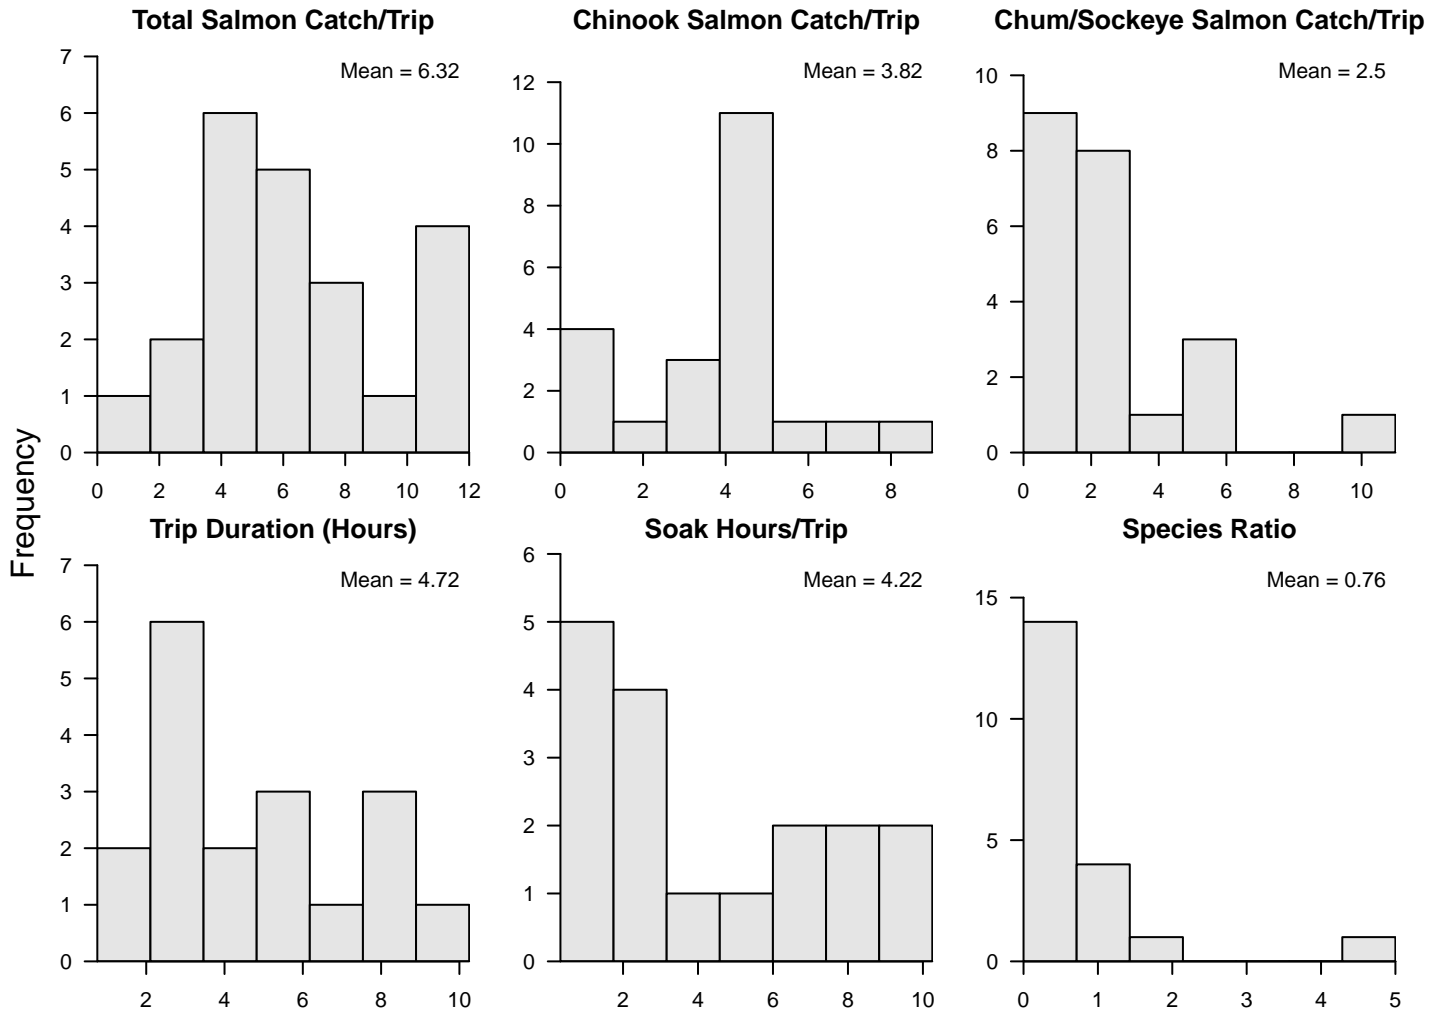 Total Salmon Catch/Trip
Mean = 6.32
7
6
5
4
3
2
1
0
0 2 4 6 8 10 12
Chinook Salmon Catch/Trip
Mean = 3.82
12
10
8
6
4
2
0
0 2 4 6 8
Chum/Sockeye Salmon Catch/Trip
Mean = 2.5
10
8
6
4
2
0
0 2 4 6 8 10
Frequency
Trip Duration (Hours)
Mean = 4.72
7
6
5
4
3
2
1
0
2 4 6 8 10
Soak Hours/Trip
Mean = 4.22
6
5
4
3
2
1
0
2 4 6 8 10
Species Ratio
Mean = 0.76
15
10
5
0
0 1 2 3 4 5